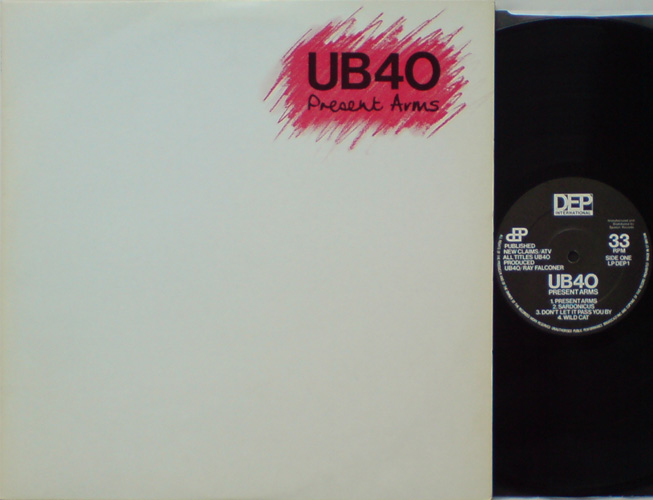 UB40
Present Arms
DEP
INTERNATIONAL
PUBLISHED
NEW CLAIMS/ATV
ALL TITLES UB40
PRODUCED
UB40/RAY FALCONER
33
RPM
SIDE ONE
LP DEP 1
UB40
PRESENT ARMS
1. PRESENT ARMS
2. SARDONICUS
3. DON'T LET IT PASS YOU BY
4. WILD CAT